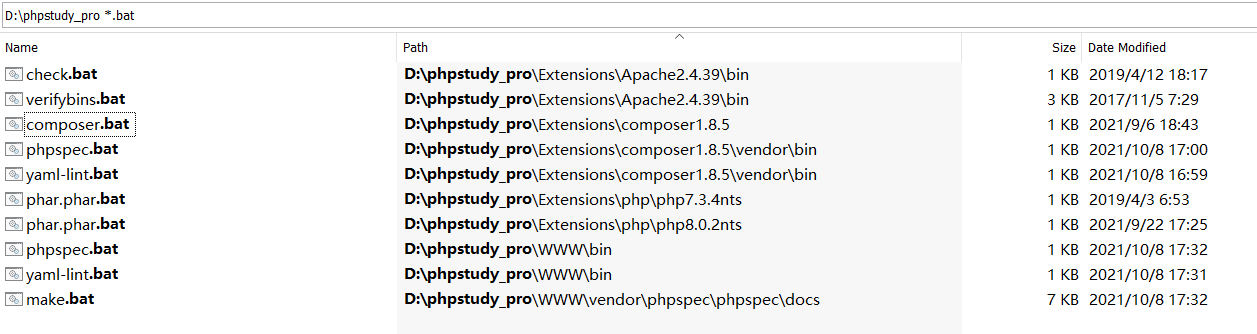 D:\phpstudy_pro *.bat
Name Path Size Date Modified
check.bat D:\phpstudy_pro\Extensions\Apache2.4.39\bin 1 KB 2019/4/12 18:17
verifybins.bat D:\phpstudy_pro\Extensions\Apache2.4.39\bin 3 KB 2017/11/5 7:29
composer.bat D:\phpstudy_pro\Extensions\composer1.8.5 1 KB 2021/9/6 18:43
phpspec.bat D:\phpstudy_pro\Extensions\composer1.8.5\vendor\bin 1 KB 2021/10/8 17:00
yaml-lint.bat D:\phpstudy_pro\Extensions\composer1.8.5\vendor\bin 1 KB 2021/10/8 16:59
phar.phar.bat D:\phpstudy_pro\Extensions\php\php7.3.4nts 1 KB 2019/4/3 6:53
phar.phar.bat D:\phpstudy_pro\Extensions\php\php8.0.2nts 1 KB 2021/9/22 17:25
phpspec.bat D:\phpstudy_pro\WWW\bin 1 KB 2021/10/8 17:32
yaml-lint.bat D:\phpstudy_pro\WWW\bin 1 KB 2021/10/8 17:31
make.bat D:\phpstudy_pro\WWW\vendor\phpspec\phpspec\docs 7 KB 2021/10/8 17:32